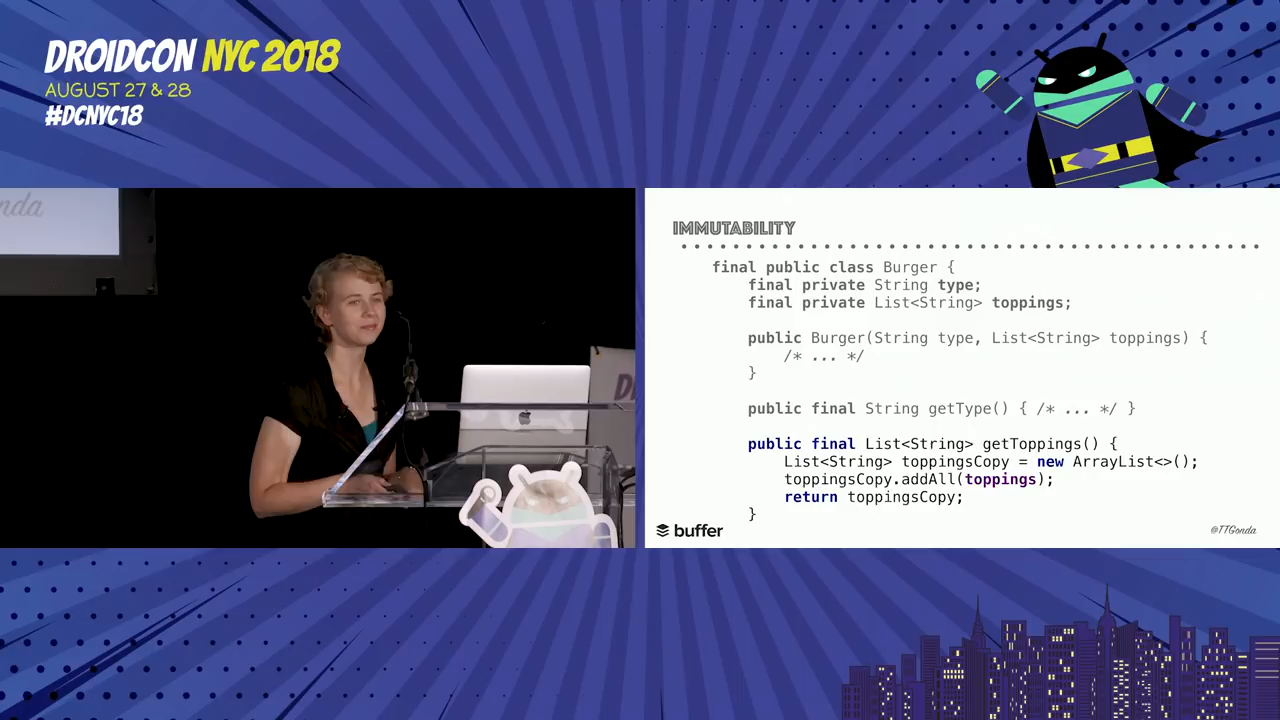 DROIDCON NYC 2018
AUGUST 27 & 28
#DCNYC18
nda
IMMUTABILITY
final public class Burger {
final private String type;
final private List<String> toppings;
public Burger(String type, List<String> toppings) {
/* ... */
}
public final String getType() { /* ... */ }
public final List<String> getToppings() {
List<String> toppingsCopy = new ArrayList<>();
toppingsCopy.addAll(toppings);
return toppingsCopy;
}
buffer
@TTGonda